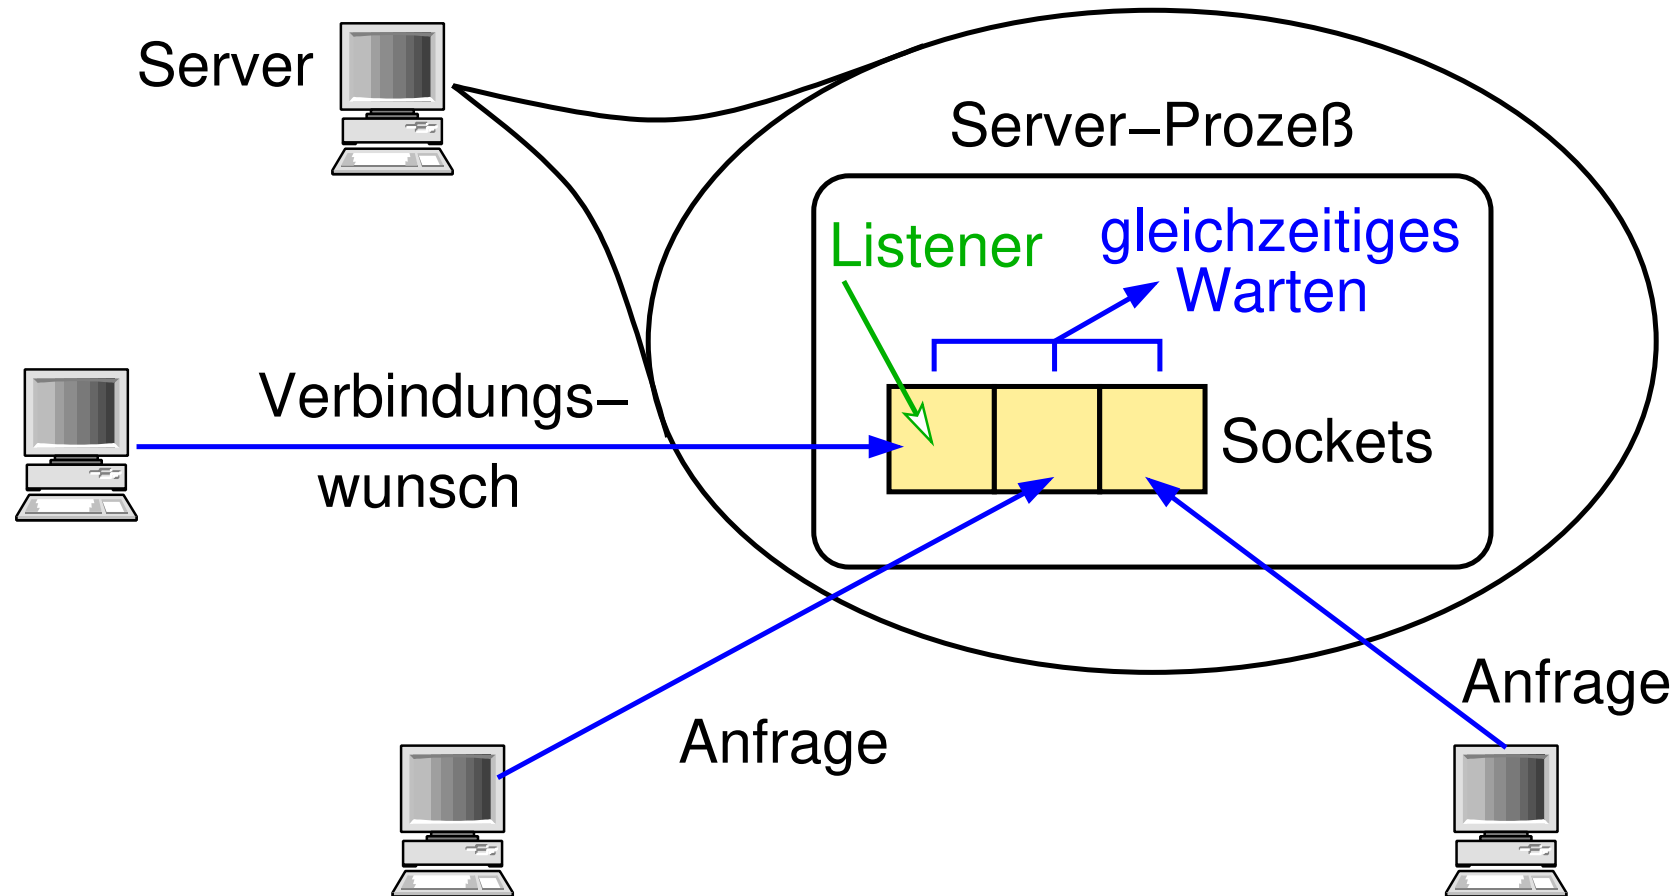 Server
Server–Prozeß
Listener
gleichzeitiges
Warten
Verbindungs–
wunsch
Sockets
Anfrage
Anfrage